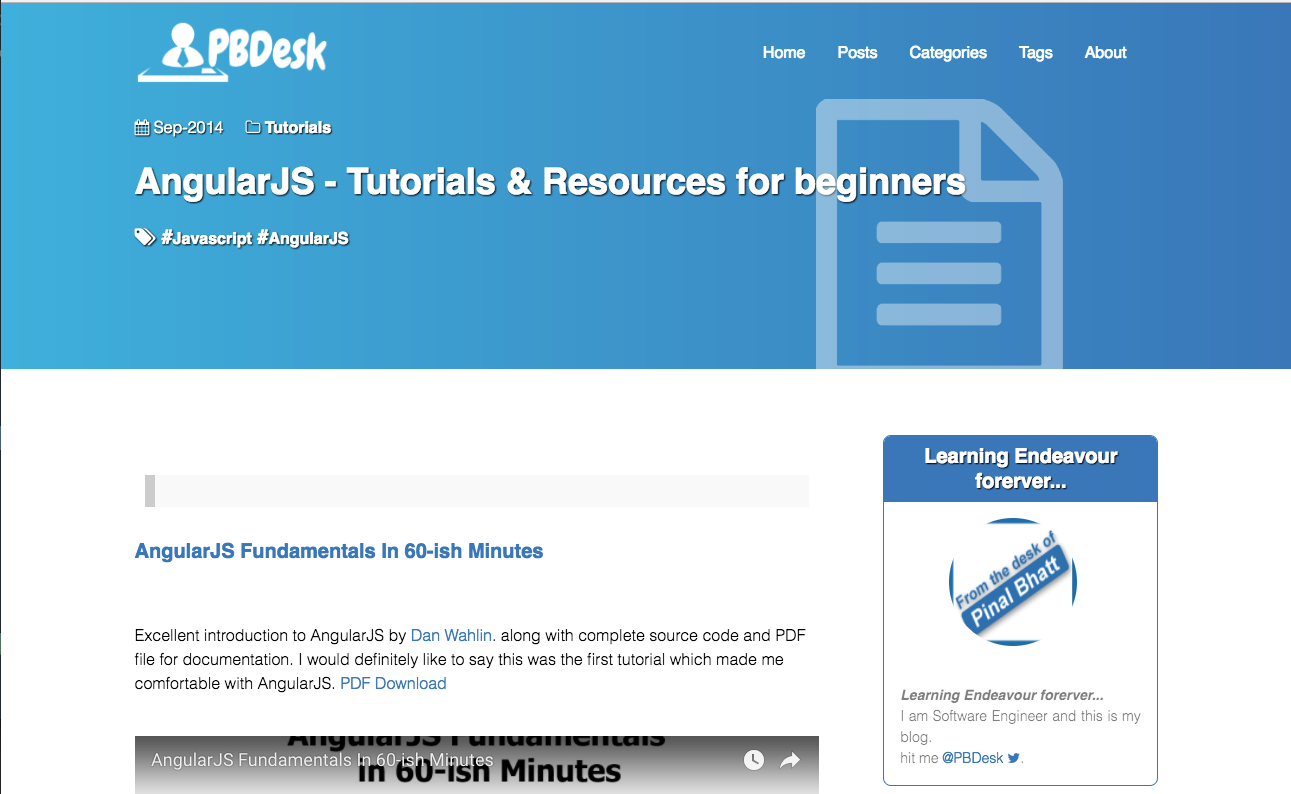 PBDesk
Home Posts Categories Tags About
Sep-2014 Tutorials
AngularJS - Tutorials & Resources for beginners
#Javascript #AngularJS
AngularJS Fundamentals In 60-ish Minutes
Excellent introduction to AngularJS by Dan Wahlin. along with complete source code and PDF
file for documentation. I would definitely like to say this was the first tutorial which made me
comfortable with AngularJS. PDF Download
AngularJS Fundamentals
in 60-ish Minutes
AngularJS Fundamentals In 60-ish Minutes
Learning Endeavour
forerver...
From the desk of
Pinal Bhatt
Learning Endeavour forerver...
I am Software Engineer and this is my
blog.
hit me @PBDesk .